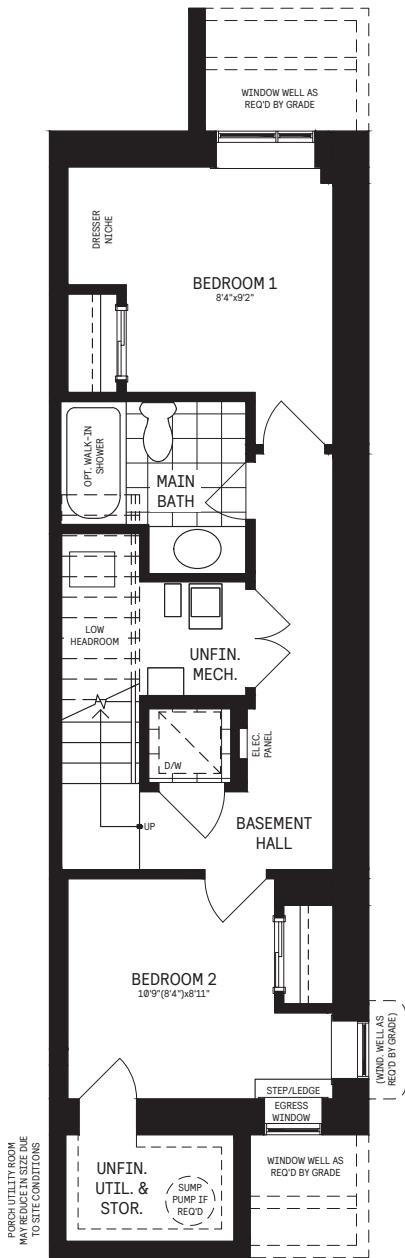 WINDOW WELL AS
REQ'D BY GRADE
DRESSER
NICHE
BEDROOM 1
8'4"x9'2"
OPT. WALK-IN
SHOWER
MAIN
BATH
LOW
HEADROOM
UNFIN.
MECH.
ELEC.
PANEL
D/W
UP
BASEMENT
HALL
BEDROOM 2
10'9"(8'4")x8'11"
(WIND. WELL AS
REQ'D BY GRADE)
STEP/LEDGE
EGRESS
WINDOW
PORCH UTILITY ROOM
MAY REDUCE IN SIZE DUE
TO SITE CONDITIONS
UNFIN.
UTIL. &
STOR.
SUMP
PUMP IF
REQ'D
WINDOW WELL AS
REQ'D BY GRADE